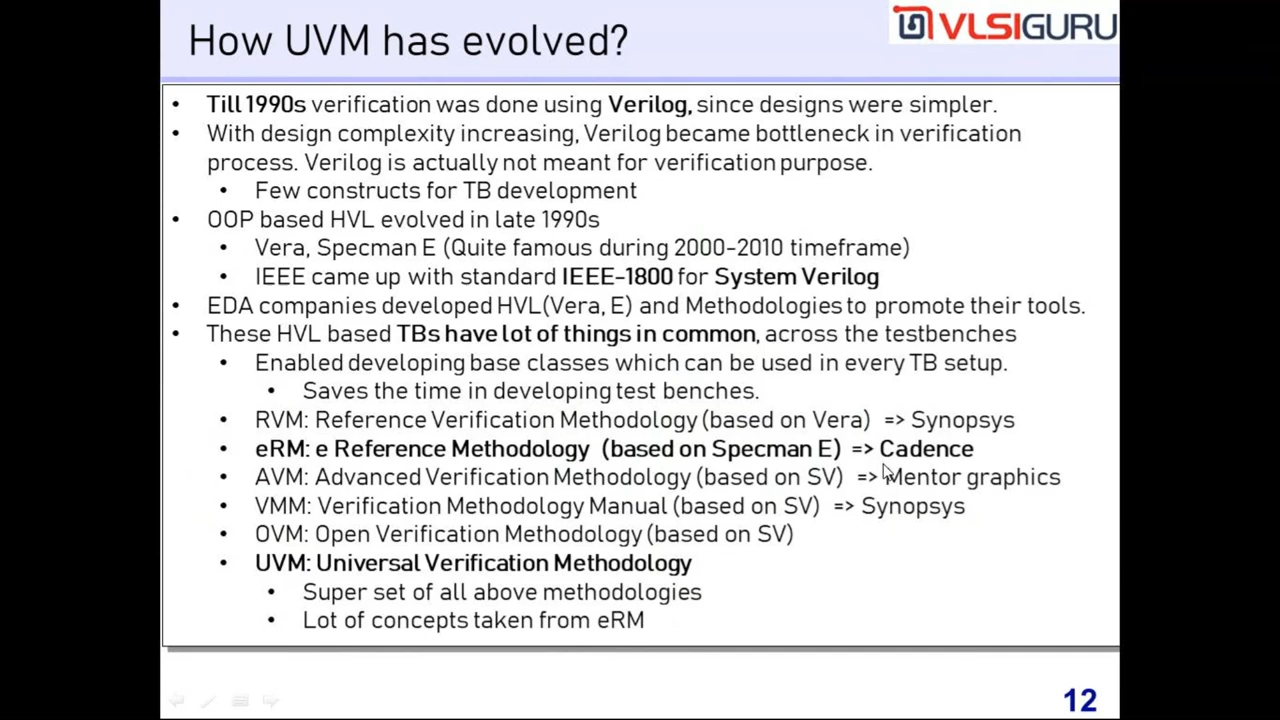 How UVM has evolved?
VLSIGURU
• Till 1990s verification was done using Verilog, since designs were simpler.
• With design complexity increasing, Verilog became bottleneck in verification
process. Verilog is actually not meant for verification purpose.
• Few constructs for TB development
• OOP based HVL evolved in late 1990s
• Vera, Specman E (Quite famous during 2000-2010 timeframe)
• IEEE came up with standard IEEE-1800 for System Verilog
• EDA companies developed HVL(Vera, E) and Methodologies to promote their tools.
• These HVL based TBs have lot of things in common, across the testbenches
• Enabled developing base classes which can be used in every TB setup.
• Saves the time in developing test benches.
• RVM: Reference Verification Methodology (based on Vera) => Synopsys
• eRM: e Reference Methodology (based on Specman E) => Cadence
• AVM: Advanced Verification Methodology (based on SV) => Mentor graphics
• VMM: Verification Methodology Manual (based on SV) => Synopsys
• OVM: Open Verification Methodology (based on SV)
• UVM: Universal Verification Methodology
• Super set of all above methodologies
• Lot of concepts taken from eRM
12